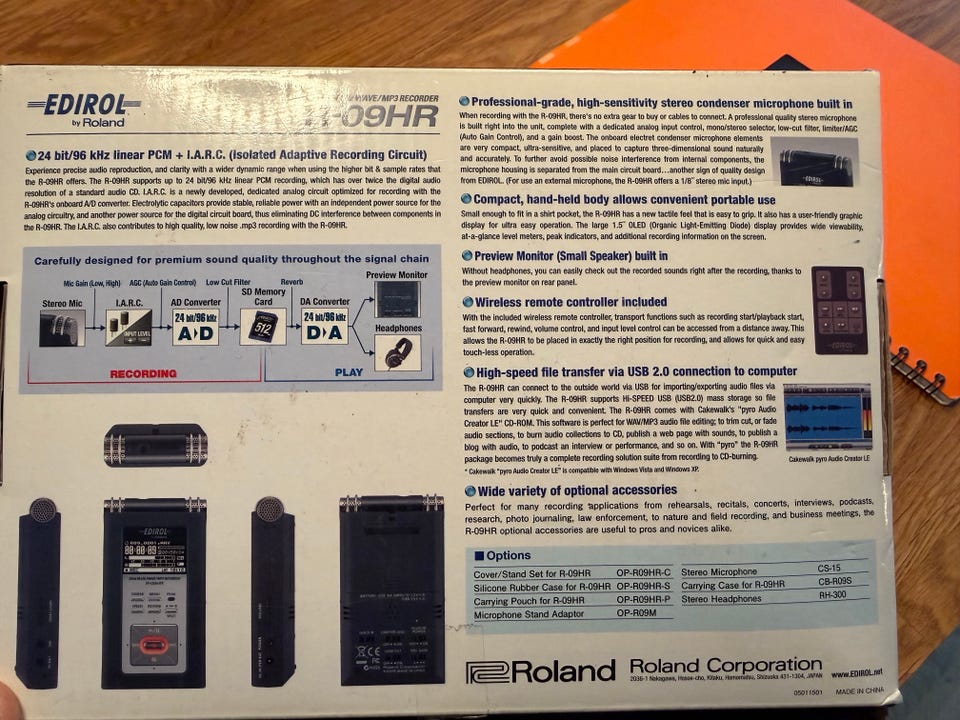 EDIROL
by Roland
WAVE/MP3 RECORDER
R-09HR
24 bit/96 kHz linear PCM + I.A.R.C. (Isolated Adaptive Recording Circuit)
Experience precise audio reproduction, and clarity with a wider dynamic range when using the higher bit & sample rates
that the R-09HR offers. The R-09HR supports up to 24 bit/96 kHz linear PCM recording, which has over twice the digital audio
resolution of a standard audio CD. I.A.R.C. is a newly developed, dedicated analog circuit optimized for recording with the
R-09HR's onboard A/D converter. Electrolytic capacitors provide stable, reliable power with an independent power source for the
analog circuitry, and another power source for the digital circuit board, thus eliminating DC interference between components in
the R-09HR. The I.A.R.C. also contributes to high quality, low noise .mp3 recording with the R-09HR.
Carefully designed for premium sound quality throughout the signal chain
Mic Gain (Low, High) AGC (Auto Gain Control) Low Cut Filter Reverb
Preview Monitor
Stereo Mic I.A.R.C. AD Converter SD Memory Card DA Converter
INPUT LEVEL
24 bit/96 kHz
A▸D
512
24 bit/96 kHz
D▸A
Headphones
RECORDING PLAY
EDIROL
Professional-grade, high-sensitivity stereo condenser microphone built in
When recording with the R-09HR, there's no extra gear to buy or cables to connect. A professional quality stereo microphone
is built right into the unit, complete with a dedicated analog input control, mono/stereo selector, low-cut filter, limiter/AGC
(Auto Gain Control), and a gain boost. The onboard electret condenser microphone elements
are very compact, ultra-sensitive, and placed to capture three-dimensional sound naturally
and accurately. To further avoid possible noise interference from internal components, the
microphone housing is separated from the main circuit board...another sign of quality design
from EDIROL. (For use an external microphone, the R-09HR offers a 1/8" stereo mic input.)
Compact, hand-held body allows convenient portable use
Small enough to fit in a shirt pocket, the R-09HR has a new tactile feel that is easy to grip. It also has a user-friendly graphic
display for ultra easy operation. The large 1.5" OLED (Organic Light-Emitting Diode) display provides wide viewability,
at-a-glance level meters, peak indicators, and additional recording information on the screen.
Preview Monitor (Small Speaker) built in
Without headphones, you can easily check out the recorded sounds right after the recording, thanks to
the preview monitor on rear panel.
Wireless remote controller included
With the included wireless remote controller, transport functions such as recording start/playback start,
fast forward, rewind, volume control, and input level control can be accessed from a distance away. This
allows the R-09HR to be placed in exactly the right position for recording, and allows for quick and easy
touch-less operation.
EDIROL
High-speed file transfer via USB 2.0 connection to computer
The R-09HR can connect to the outside world via USB for importing/exporting audio files via
computer very quickly. The R-09HR supports Hi-SPEED USB (USB2.0) mass storage so file
transfers are very quick and convenient. The R-09HR comes with Cakewalk's "pyro Audio
Creator LE" CD-ROM. This software is perfect for WAV/MP3 audio file editing; to trim cut, or fade
audio sections, to burn audio collections to CD, publish a web page with sounds, to publish a
blog with audio, to podcast an interview or performance, and so on. With "pyro" the R-09HR
package becomes truly a complete recording solution suite from recording to CD-burning.
* Cakewalk "pyro Audio Creator LE" is compatible with Windows Vista and Windows XP.
Cakewalk pyro Audio Creator LE
Wide variety of optional accessories
Perfect for many recording applications from rehearsals, recitals, concerts, interviews, podcasts,
research, photo journaling, law enforcement, to nature and field recording, and business meetings, the
R-09HR optional accessories are useful to pros and novices alike.
Options
Cover/Stand Set for R-09HR OP-R09HR-C Stereo Microphone CS-15
Silicone Rubber Case for R-09HR OP-R09HR-S Carrying Case for R-09HR CB-R09S
Carrying Pouch for R-09HR OP-R09HR-P Stereo Headphones RH-300
Microphone Stand Adaptor OP-R09M
Roland Roland Corporation
2036-1 Nakagawa, Hosoe-cho, Kitaku, Hamamatsu, Shizuoka 431-1304, JAPAN
www.EDIROL.net
05011501 MADE IN CHINA